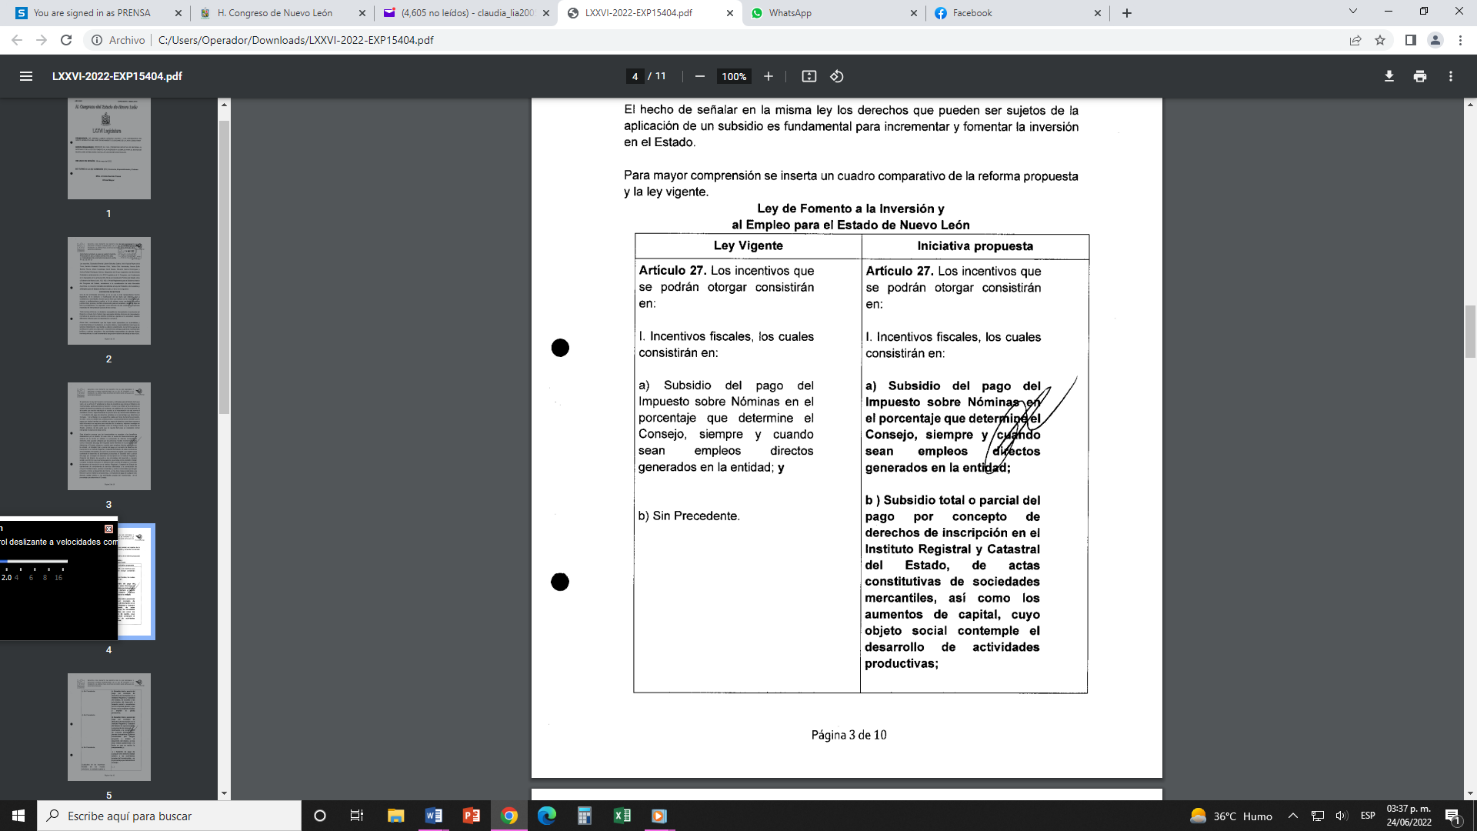 You are signed in as PRENSA
H. Congreso de Nuevo León
(4,605 no leídos) - claudia_lia200
LXXVI-2022-EXP15404.pdf
WhatsApp
Facebook
Archivo
C:/Users/Operador/Downloads/LXXVI-2022-EXP15404.pdf
LXXVI-2022-EXP15404.pdf
4 / 11
100%
El hecho de señalar en la misma ley los derechos que pueden ser sujetos de la
aplicación de un subsidio es fundamental para incrementar y fomentar la inversión
en el Estado.
Para mayor comprensión se inserta un cuadro comparativo de la reforma propuesta
y la ley vigente.
Ley de Fomento a la Inversión y
al Empleo para el Estado de Nuevo León
Ley Vigente
Artículo 27. Los incentivos que
se podrán otorgar consistirán
en:
I. Incentivos fiscales, los cuales
consistirán en:
a) Subsidio del pago del
Impuesto sobre Nóminas en el
porcentaje que determine el
Consejo, siempre y cuando
sean empleos directos
generados en la entidad; y
b) Sin Precedente.
Iniciativa propuesta
Artículo 27. Los incentivos que
se podrán otorgar consistirán
en:
I. Incentivos fiscales, los cuales
consistirán en:
a) Subsidio del pago del
Impuesto sobre Nóminas en
el porcentaje que determine el
Consejo, siempre y cuando
sean empleos directos
generados en la entidad;
b ) Subsidio total o parcial del
pago por concepto de
derechos de inscripción en el
Instituto Registral y Catastral
del Estado, de actas
constitutivas de sociedades
mercantiles, así como los
aumentos de capital, cuyo
objeto social contemple el
desarrollo de actividades
productivas;
Página 3 de 10
LXXVI Legislatura
1
2
3
4
5
rol deslizante a velocidades com
2.0 4 6 8 16
Escribe aquí para buscar
36°C Humo
ESP
03:37 p. m.
24/06/2022
1